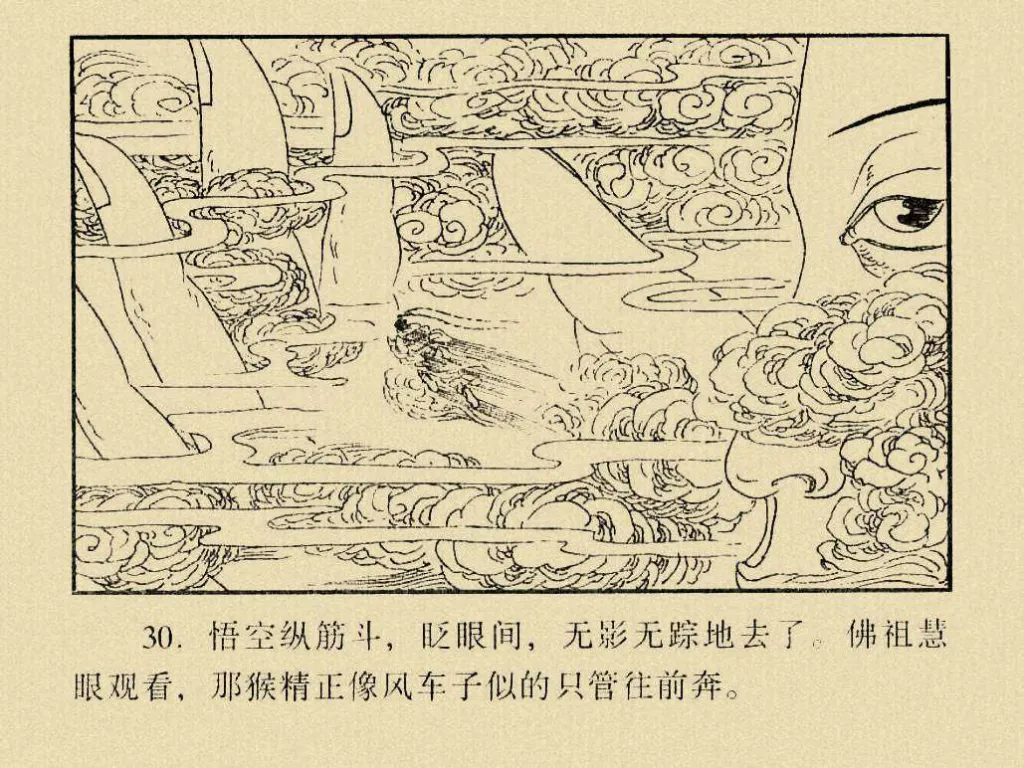 30. 悟空纵筋斗，眨眼间，无影无踪地去了。佛祖慧
眼观看，那猴精正像风车子似的只管往前奔。